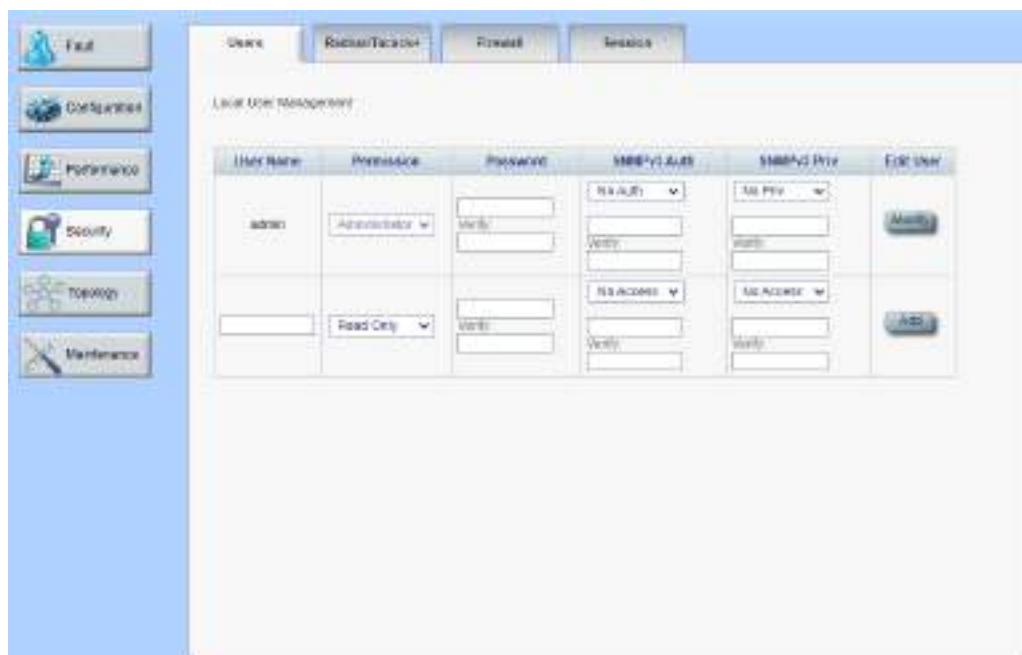 Fault
Configuration
Performance
Security
Topology
Maintenance
Users
Radius/Tacacs+
Firewall
Session
Local User Management
User Name
Permission
Password
SNMPv3 Auth
SNMPv3 Priv
Edit User
admin
Administrator
Verify:
No Auth
Verify:
No Priv
Verify:
Modify
Read Only
Verify:
No Access
Verify:
No Access
Verify:
Add